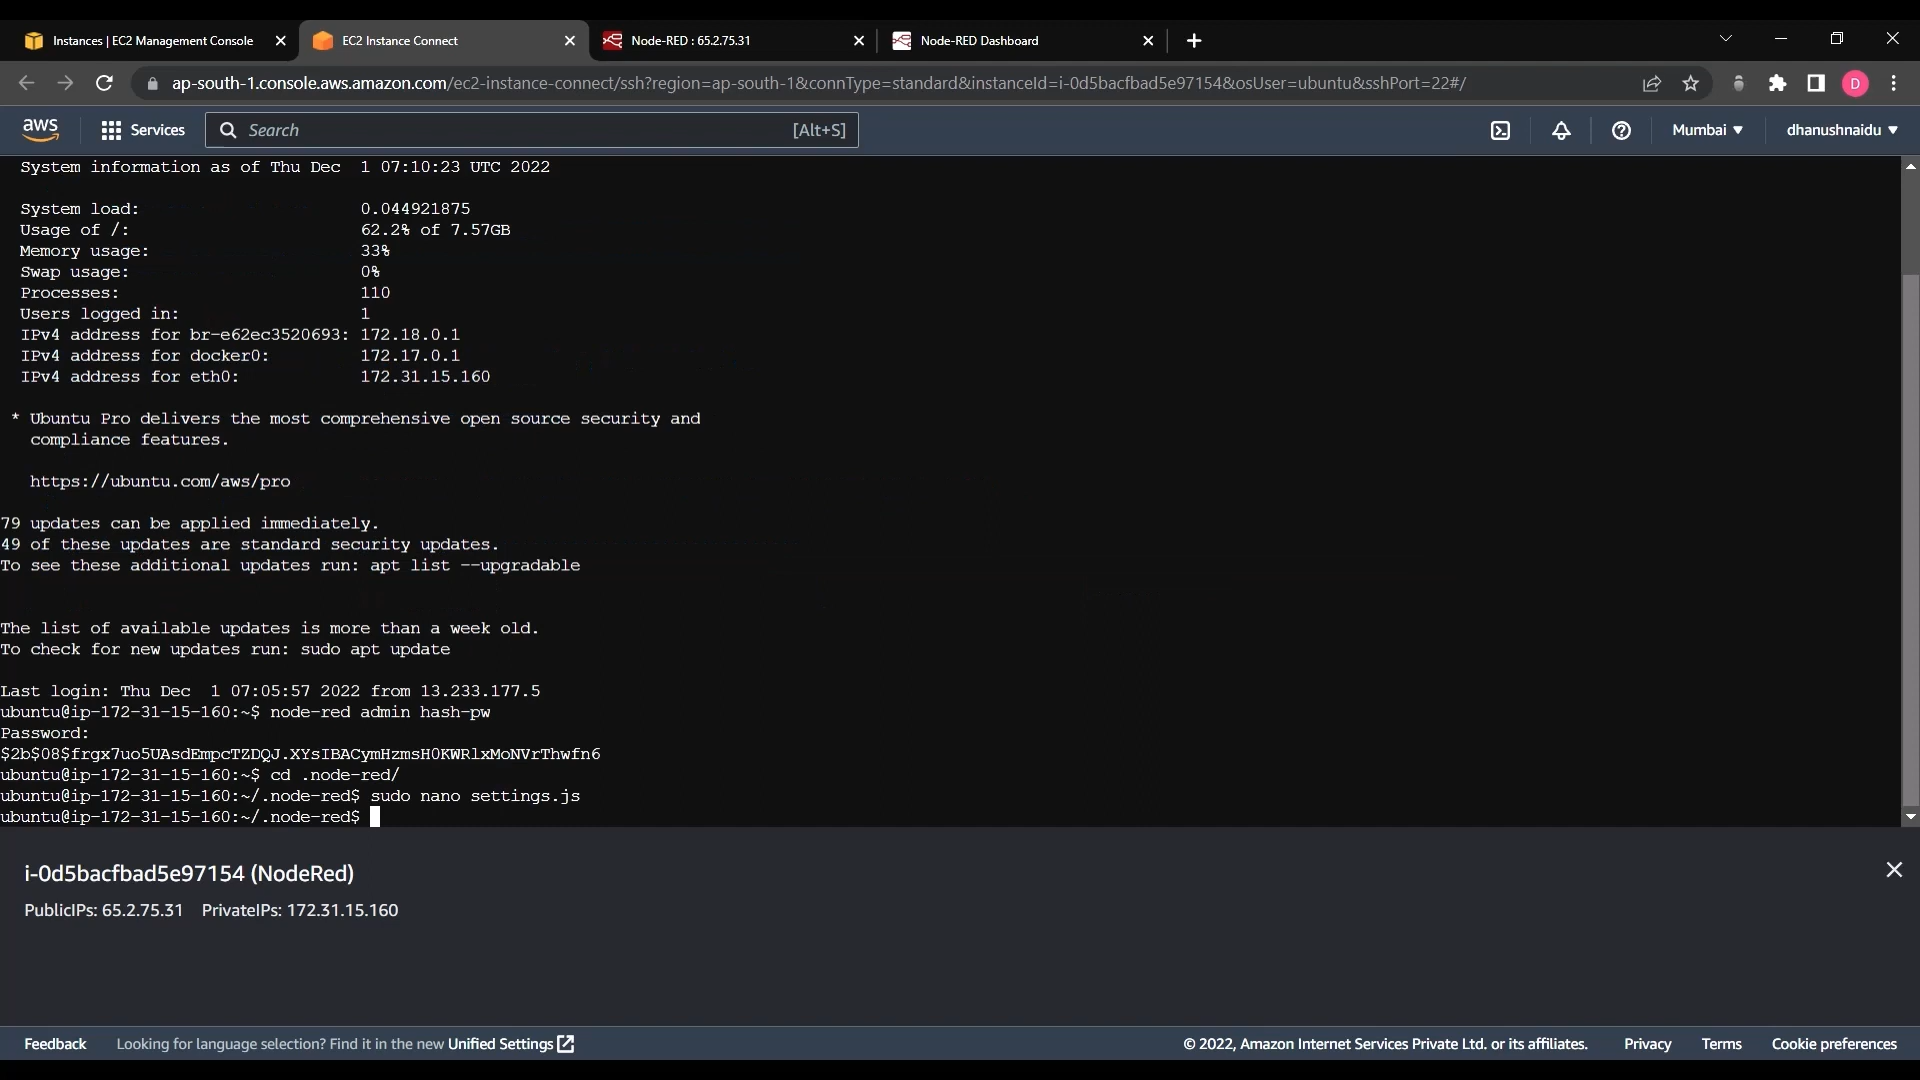 Instances | EC2 Management Console
EC2 Instance Connect
Node-RED : 65.2.75.31
Node-RED Dashboard
ap-south-1.console.aws.amazon.com/ec2-instance-connect/ssh?region=ap-south-1&connType=standard&instanceId=i-0d5bacfbad5e97154&osUser=ubuntu&sshPort=22#/
D
aws
Services
Search
[Alt+S]
Mumbai
dhanushnaidu
System information as of Thu Dec  1 07:10:23 UTC 2022
System load: 0.044921875
Usage of /: 62.2% of 7.57GB
Memory usage: 33%
Swap usage: 0%
Processes: 110
Users logged in: 1
IPv4 address for br-e62ec3520693: 172.18.0.1
IPv4 address for docker0: 172.17.0.1
IPv4 address for eth0: 172.31.15.160
* Ubuntu Pro delivers the most comprehensive open source security and
compliance features.
https://ubuntu.com/aws/pro
79 updates can be applied immediately.
49 of these updates are standard security updates.
To see these additional updates run: apt list --upgradable
The list of available updates is more than a week old.
To check for new updates run: sudo apt update
Last login: Thu Dec  1 07:05:57 2022 from 13.233.177.5
ubuntu@ip-172-31-15-160:~$ node-red admin hash-pw
Password:
$2b$08$frgx7uo5UAsdEmpcTZDQJ.XYsIBACymHzmsH0KWRlxMoNVrThwfn6
ubuntu@ip-172-31-15-160:~$ cd .node-red/
ubuntu@ip-172-31-15-160:~/.node-red$ sudo nano settings.js
ubuntu@ip-172-31-15-160:~/.node-red$
i-0d5bacfbad5e97154 (NodeRed)
PublicIPs: 65.2.75.31    PrivateIPs: 172.31.15.160
Feedback
Looking for language selection? Find it in the new Unified Settings
© 2022, Amazon Internet Services Private Ltd. or its affiliates.
Privacy
Terms
Cookie preferences